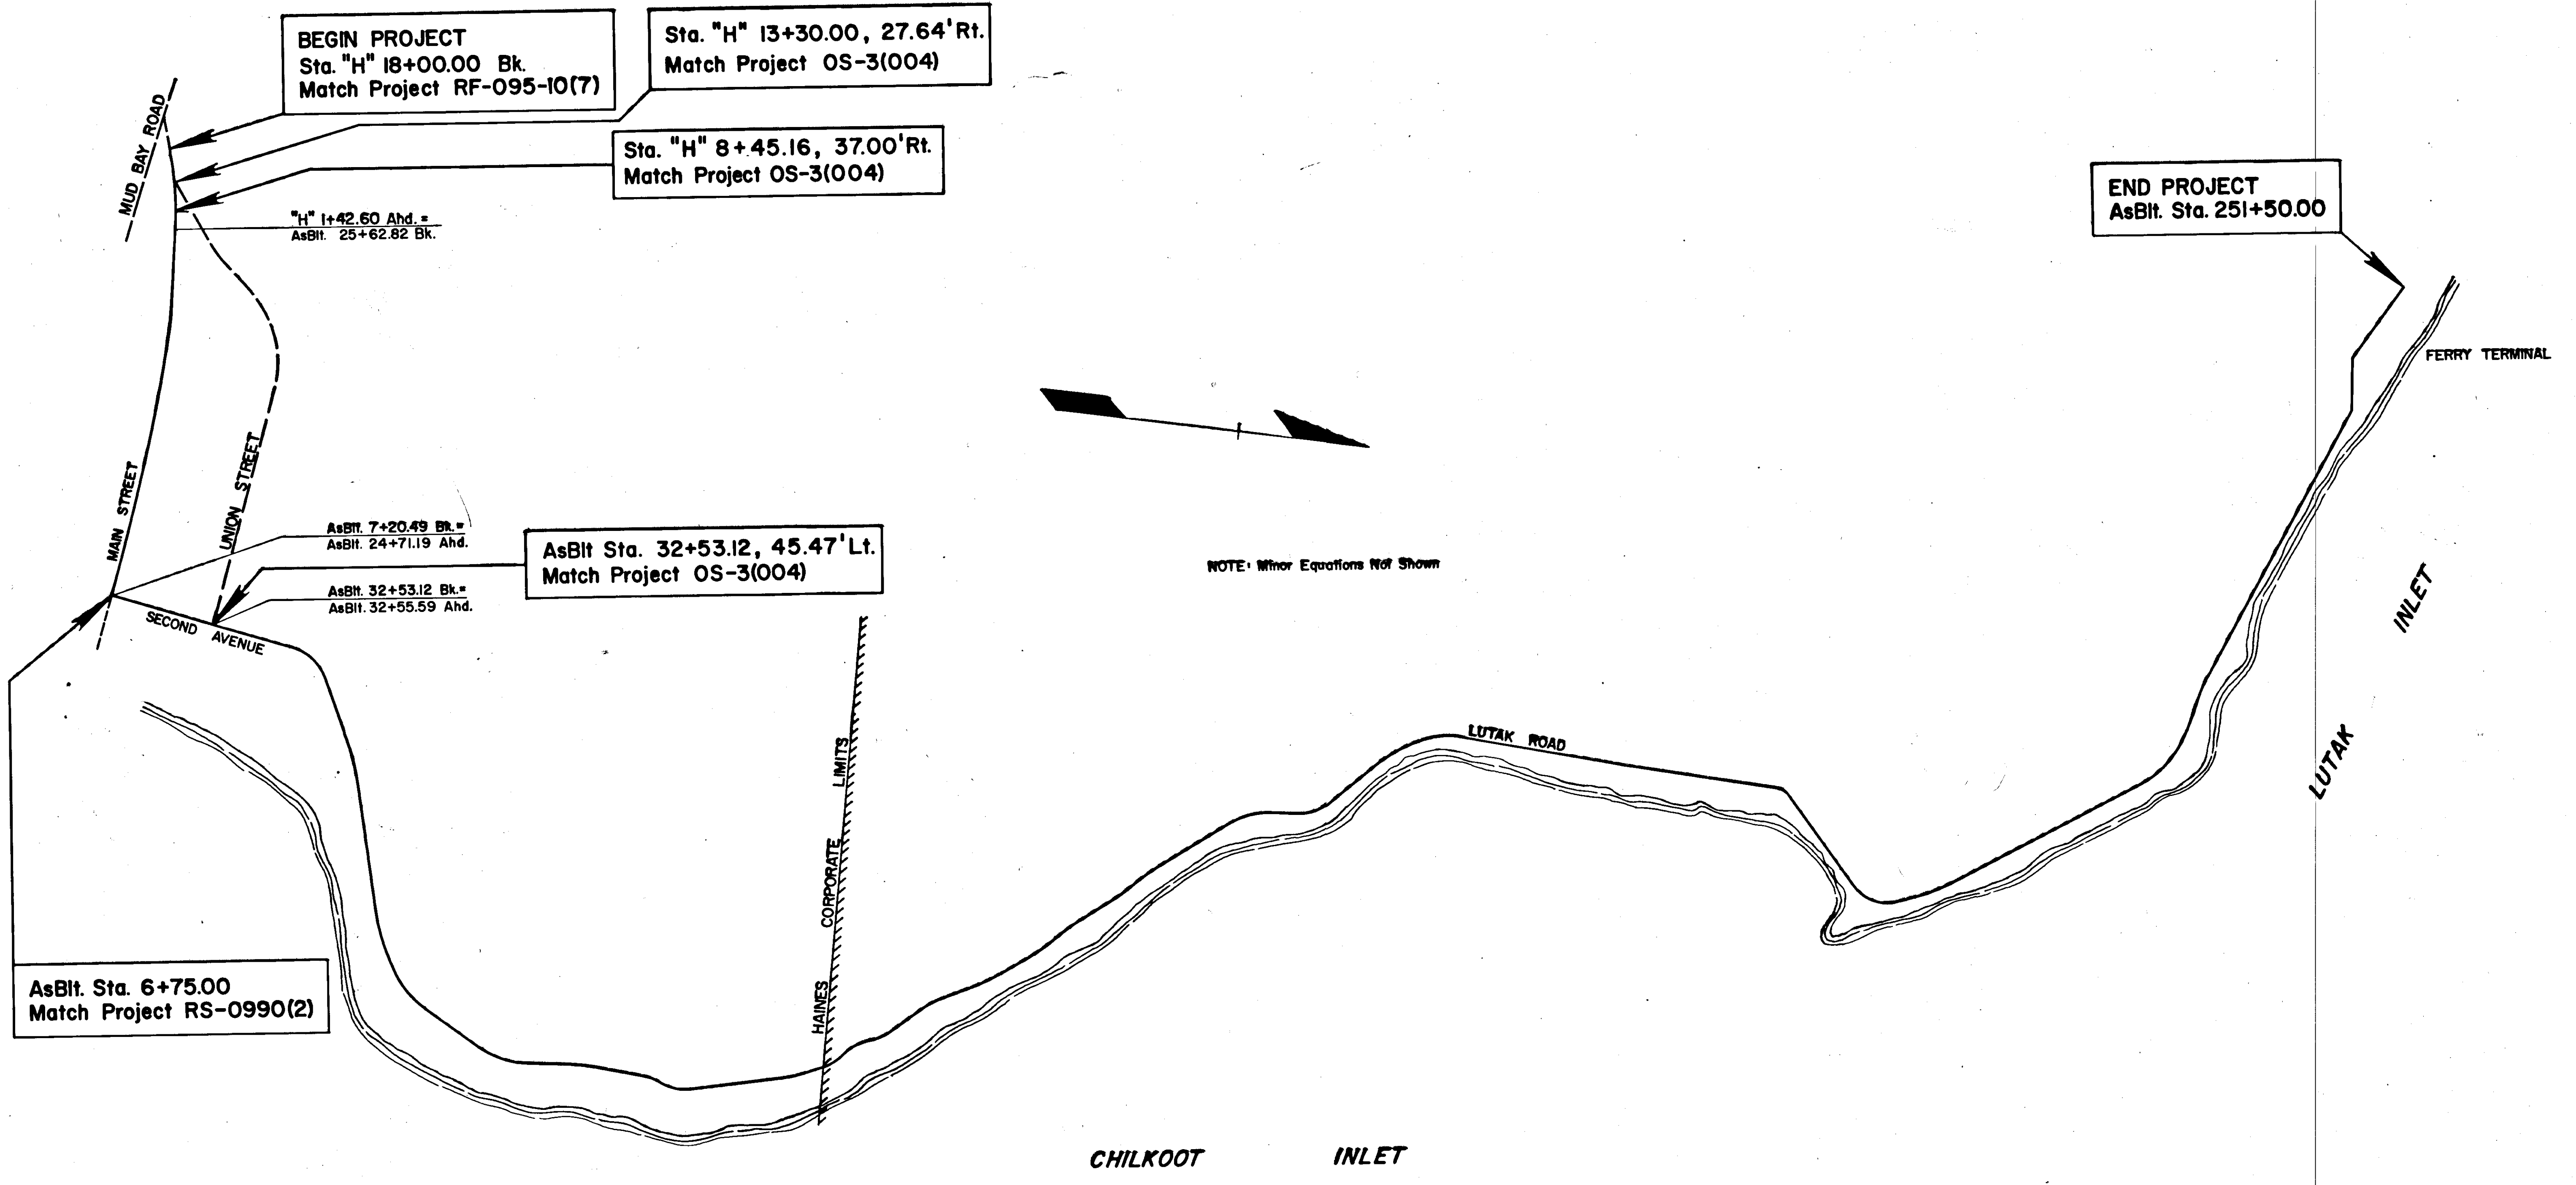 BEGIN PROJECT
Sta. "H" 18+00.00 Bk.
Match Project RF-095-10(7)
Sta. "H" 13+30.00, 27.64' Rt.
Match Project OS-3(004)
Sta. "H" 8+45.16, 37.00' Rt.
Match Project OS-3(004)
MUD BAY ROAD
"H" 1+42.60 Ahd. =
AsBlt. 25+62.82 Bk.
END PROJECT
AsBlt. Sta. 251+50.00
FERRY TERMINAL
MAIN STREET
UNION STREET
AsBlt. 7+20.49 Bk.=
AsBlt. 24+71.19 Ahd.
AsBlt Sta. 32+53.12, 45.47' Lt.
Match Project OS-3(004)
AsBlt. 32+53.12 Bk.=
AsBlt. 32+55.59 Ahd.
NOTE: Minor Equations Not Shown
SECOND AVENUE
HAINES CORPORATE LIMITS
LUTAK ROAD
LUTAK INLET
AsBlt. Sta. 6+75.00
Match Project RS-0990(2)
CHILKOOT INLET